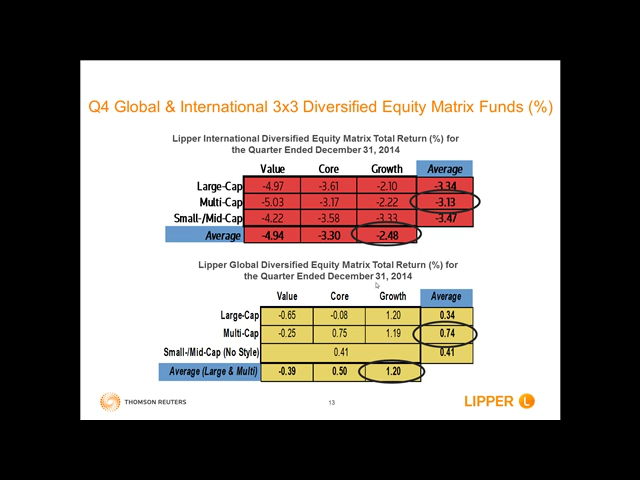 Q4 Global & International 3x3 Diversified Equity Matrix Funds (%)
Lipper International Diversified Equity Matrix Total Return (%) for
the Quarter Ended December 31, 2014
Value Core Growth Average
Large-Cap -4.97 -3.61 -2.10 -3.34
Multi-Cap -5.03 -3.17 -2.22 -3.13
Small-/Mid-Cap -4.22 -3.58 -3.33 -3.47
Average -4.94 -3.30 -2.48
Lipper Global Diversified Equity Matrix Total Return (%) for
the Quarter Ended December 31, 2014
Value Core Growth Average
Large-Cap -0.65 -0.08 1.20 0.34
Multi-Cap -0.25 0.75 1.19 0.74
Small-/Mid-Cap (No Style) 0.41 0.41
Average (Large & Multi) -0.39 0.50 1.20
THOMSON REUTERS
13
LIPPER L